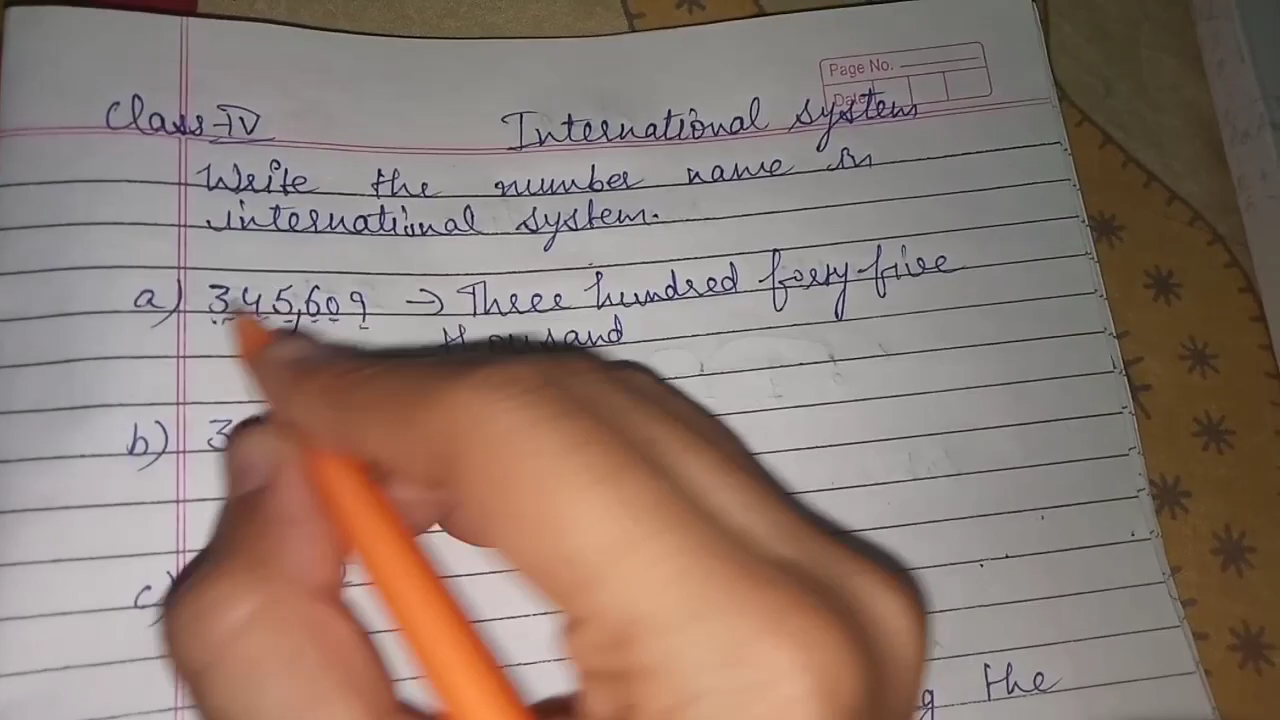 Page No.
Date
Class-IV International system
Write the number name in
international system.
a) 345,609 → Three hundred forty five
thousand
b) 3
c)
the